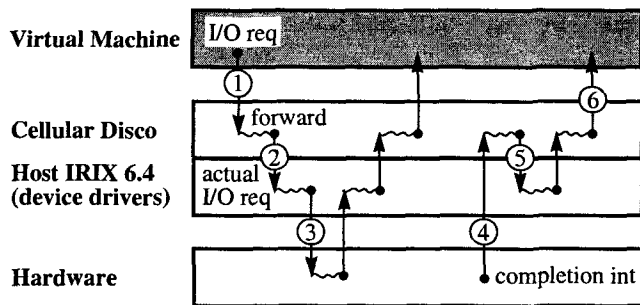 Virtual Machine
I/O req
1
6
Cellular Disco
forward
2
5
Host IRIX 6.4
(device drivers)
actual
I/O req
3
4
Hardware
completion int